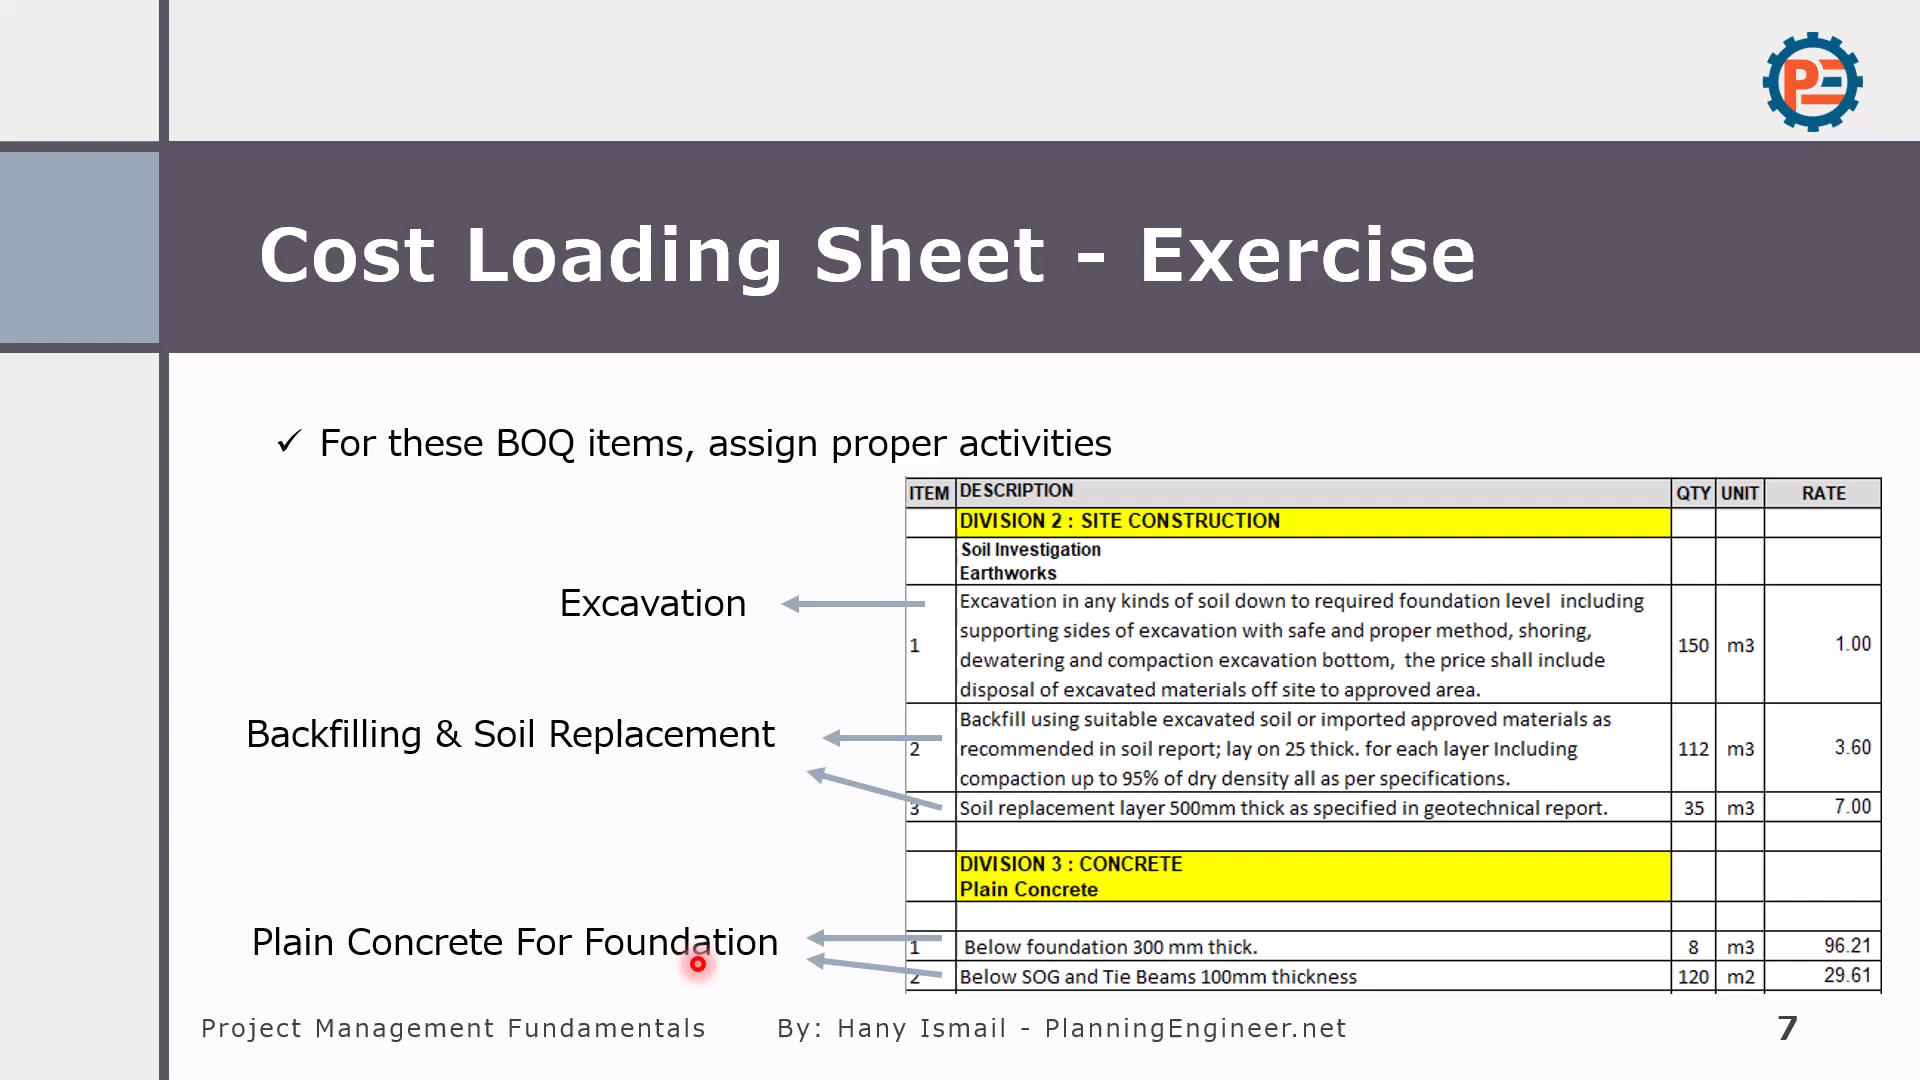 PE
Cost Loading Sheet - Exercise
✓ For these BOQ items, assign proper activities
Excavation
Backfilling & Soil Replacement
Plain Concrete For Foundation
ITEM DESCRIPTION QTY UNIT RATE
DIVISION 2 : SITE CONSTRUCTION
Soil Investigation
Earthworks
Excavation in any kinds of soil down to required foundation level including
supporting sides of excavation with safe and proper method, shoring,
1 150 m3 1.00
dewatering and compaction excavation bottom, the price shall include
disposal of excavated materials off site to approved area.
Backfill using suitable excavated soil or imported approved materials as
2 recommended in soil report; lay on 25 thick. for each layer Including 112 m3 3.60
compaction up to 95% of dry density all as per specifications.
3 Soil replacement layer 500mm thick as specified in geotechnical report. 35 m3 7.00
DIVISION 3 : CONCRETE
Plain Concrete
1 Below foundation 300 mm thick. 8 m3 96.21
2 Below SOG and Tie Beams 100mm thickness 120 m2 29.61
Project Management Fundamentals By: Hany Ismail - PlanningEngineer.net 7